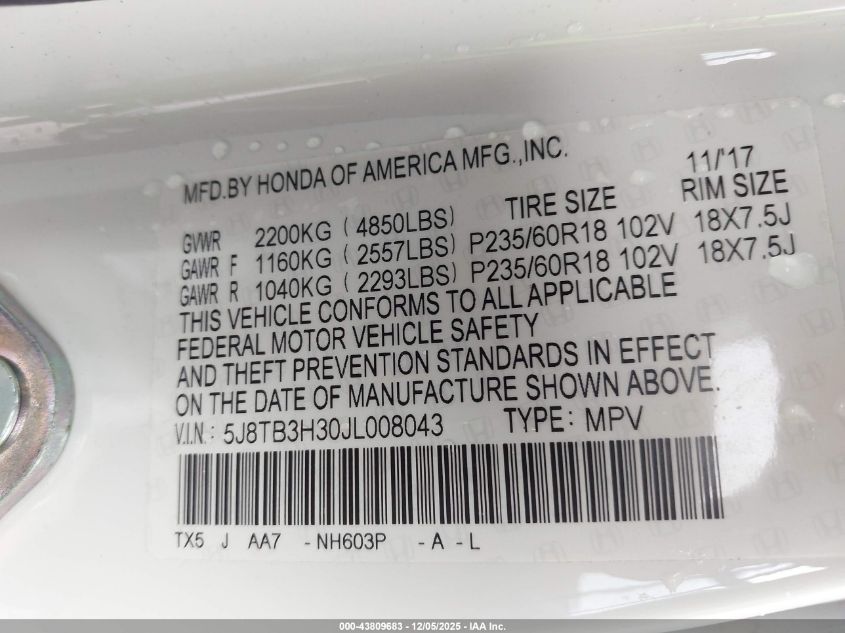 MFD.BY HONDA OF AMERICA MFG.,INC. 11/'17
TIRE SIZE RIM SIZE
GVWR 2200KG ( 4850LBS)
GAWR F 1160KG ( 2557LBS) P235/60R18 102V 18X7.5J
GAWR R 1040KG ( 2293LBS) P235/60R18 102V 18X7.5J
THIS VEHICLE CONFORMS TO ALL APPLICABLE
FEDERAL MOTOR VEHICLE SAFETY
AND THEFT PREVENTION STANDARDS IN EFFECT
ON THE DATE OF MANUFACTURE SHOWN ABOVE.
V.I.N.: 5J8TB3H30JL008043 TYPE: MPV
TX5 J AA7 -NH603P -A -L
000-43809683 - 12/05/2025 - IAA Inc.